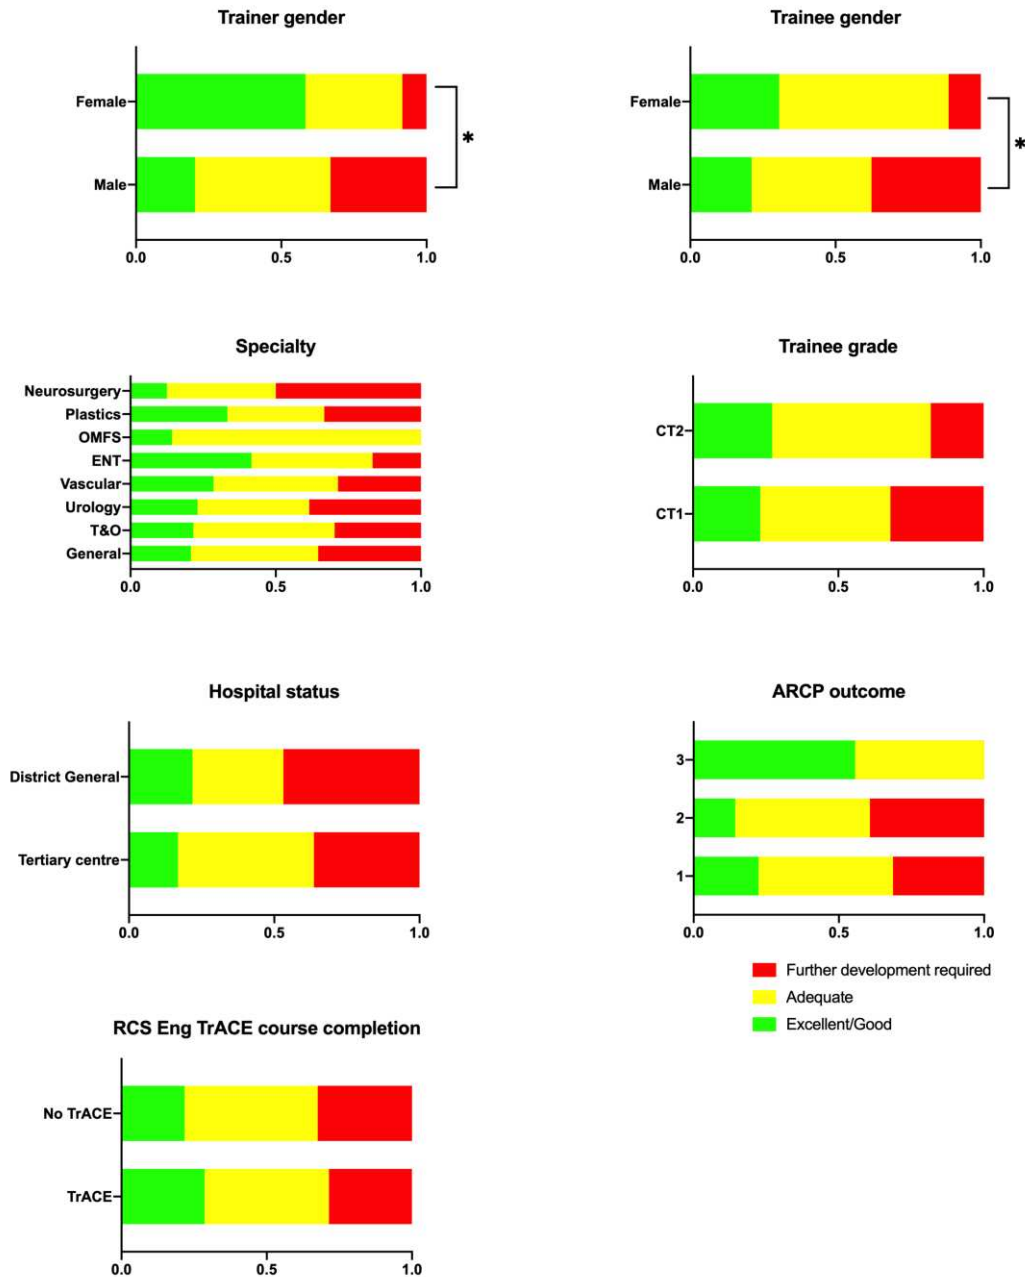 Trainer gender
Female
Male
*
0.0 0.5 1.0
Trainee gender
Female
Male
*
0.0 0.5 1.0
Specialty
Neurosurgery
Plastics
OMFS
ENT
Vascular
Urology
T&O
General
0.0 0.5 1.0
Trainee grade
CT2
CT1
0.0 0.5 1.0
Hospital status
District General
Tertiary centre
0.0 0.5 1.0
ARCP outcome
3
2
1
0.0 0.5 1.0
Further development required
Adequate
Excellent/Good
RCS Eng TrACE course completion
No TrACE
TrACE
0.0 0.5 1.0